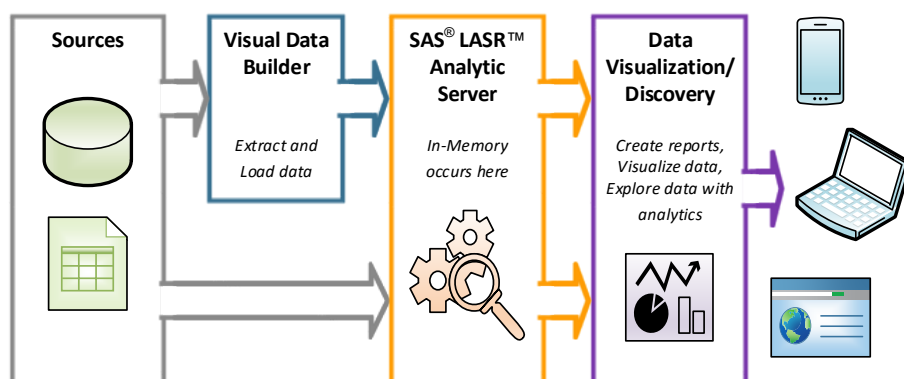 Sources
Visual Data
Builder
Extract and
Load data
SAS® LASR™
Analytic
Server
In-Memory
occurs here
Data
Visualization/
Discovery
Create reports,
Visualize data,
Explore data with
analytics